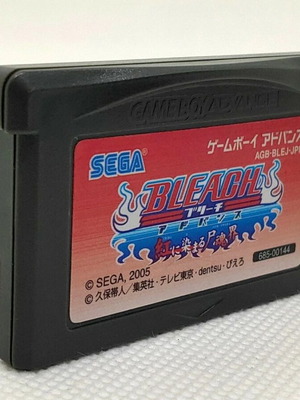 GAME BOY ADVANCE
SEGA
ゲームボーイ アドバンス
AGB-BLEJ-JPN
BLEACH
ブリーチ
アドバンス
紅に染まる尸魂界
685-00144
©SEGA, 2005
©久保帯人／集英社・テレビ東京・dentsu・ぴえろ